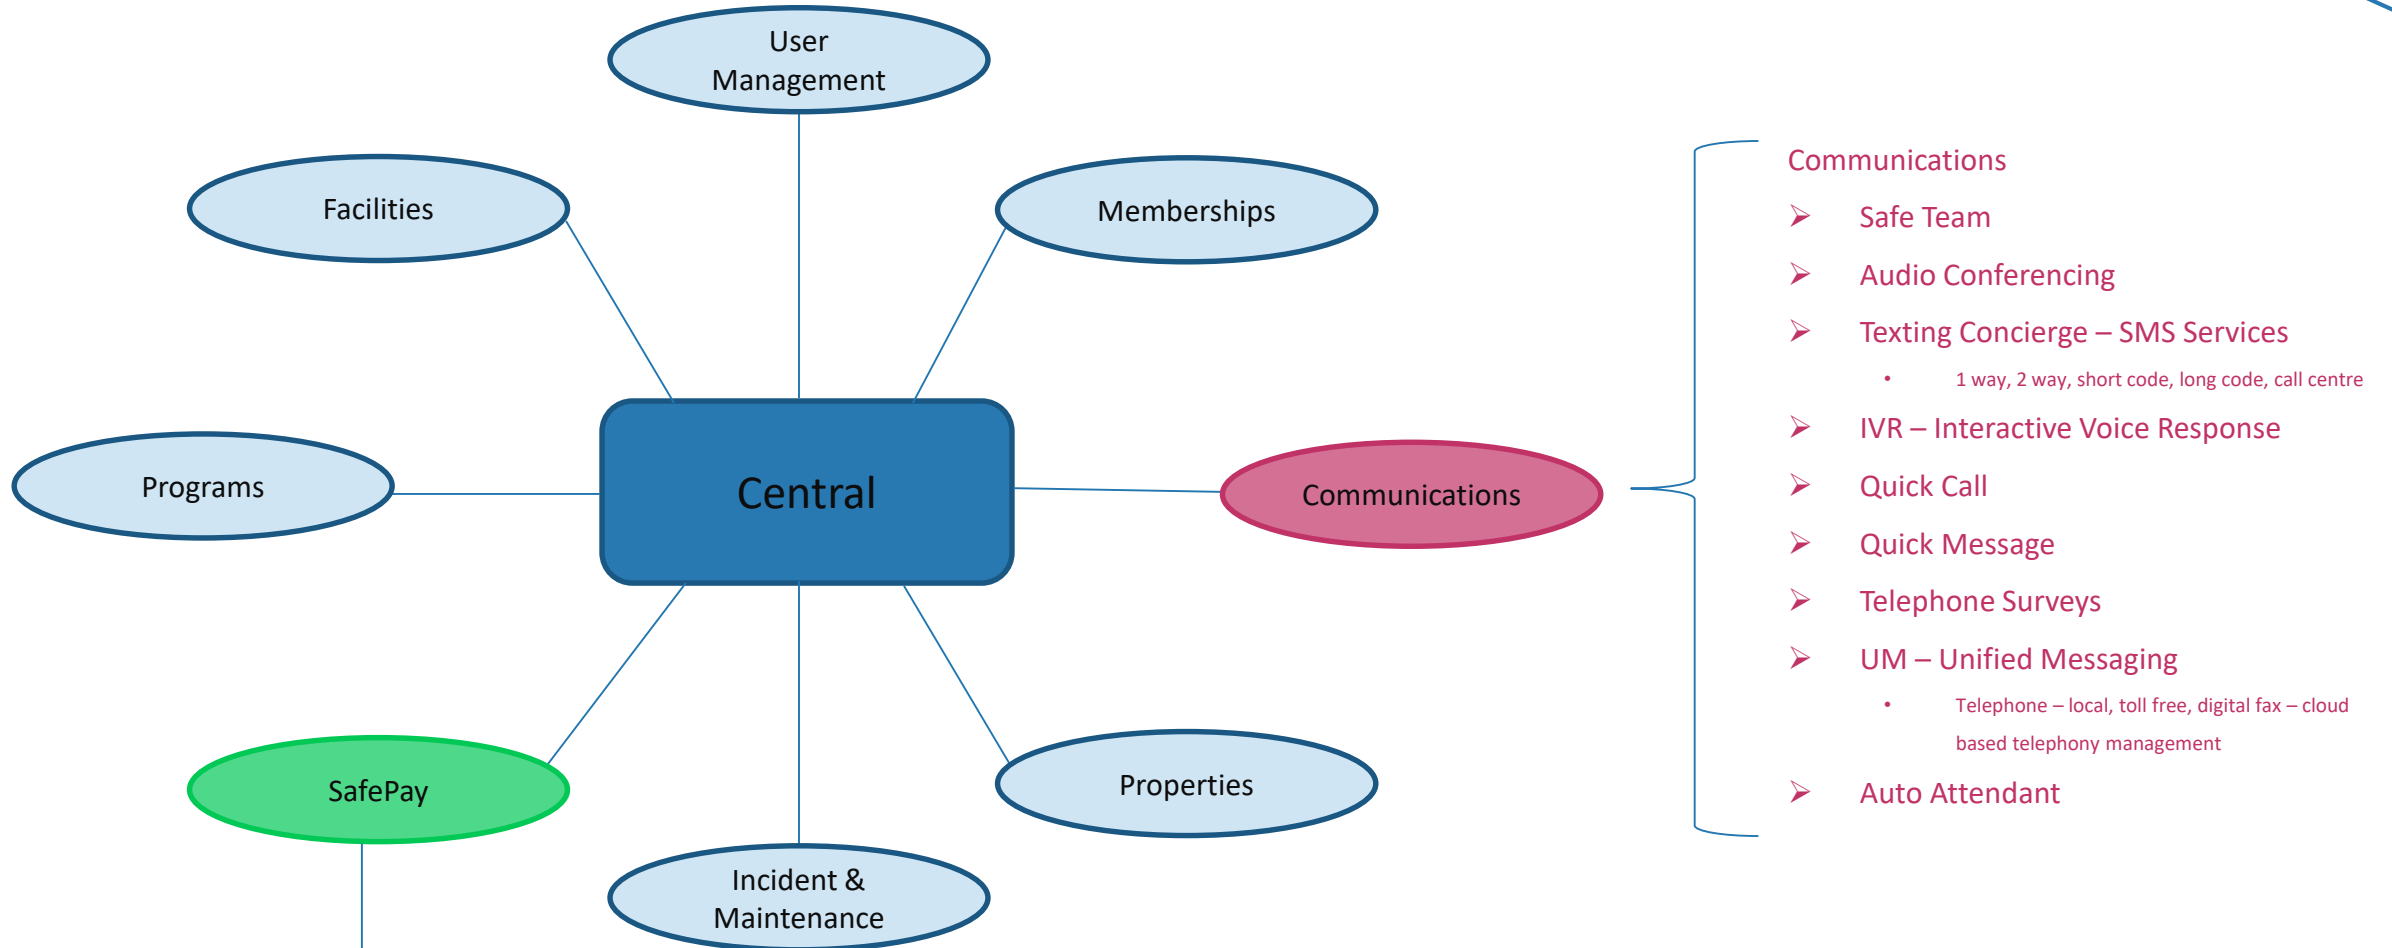 User
Management
Facilities
Memberships
Programs
Central
Communications
SafePay
Properties
Incident &
Maintenance
Communications
➢ Safe Team
➢ Audio Conferencing
➢ Texting Concierge – SMS Services
• 1 way, 2 way, short code, long code, call centre
➢ IVR – Interactive Voice Response
➢ Quick Call
➢ Quick Message
➢ Telephone Surveys
➢ UM – Unified Messaging
• Telephone – local, toll free, digital fax – cloud
based telephony management
➢ Auto Attendant